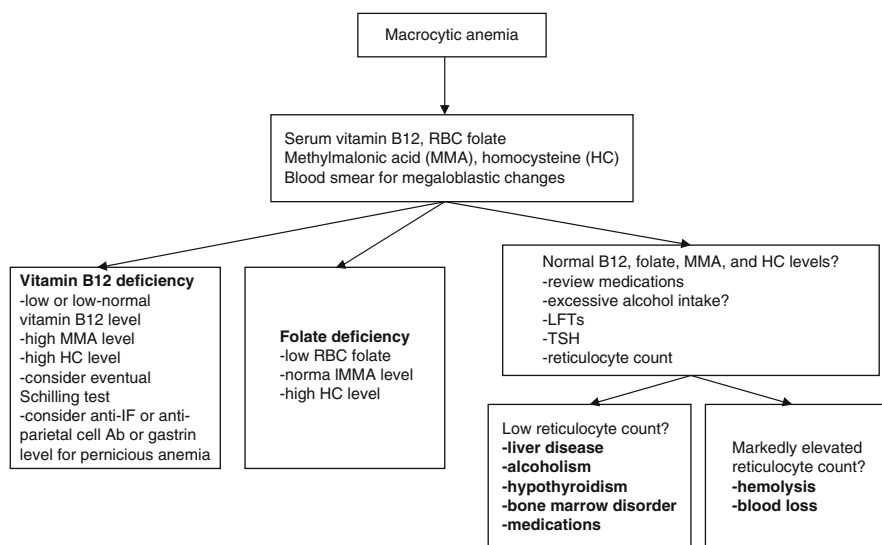 Macrocytic anemia
Serum vitamin B12, RBC folate
Methylmalonic acid (MMA), homocysteine (HC)
Blood smear for megaloblastic changes
Vitamin B12 deficiency
-low or low-normal
vitamin B12 level
-high MMA level
-high HC level
-consider eventual
Schilling test
-consider anti-IF or anti-
parietal cell Ab or gastrin
level for pernicious anemia
Folate deficiency
-low RBC folate
-norma lMMA level
-high HC level
Normal B12, folate, MMA, and HC levels?
-review medications
-excessive alcohol intake?
-LFTs
-TSH
-reticulocyte count
Low reticulocyte count?
-liver disease
-alcoholism
-hypothyroidism
-bone marrow disorder
-medications
Markedly elevated
reticulocyte count?
-hemolysis
-blood loss